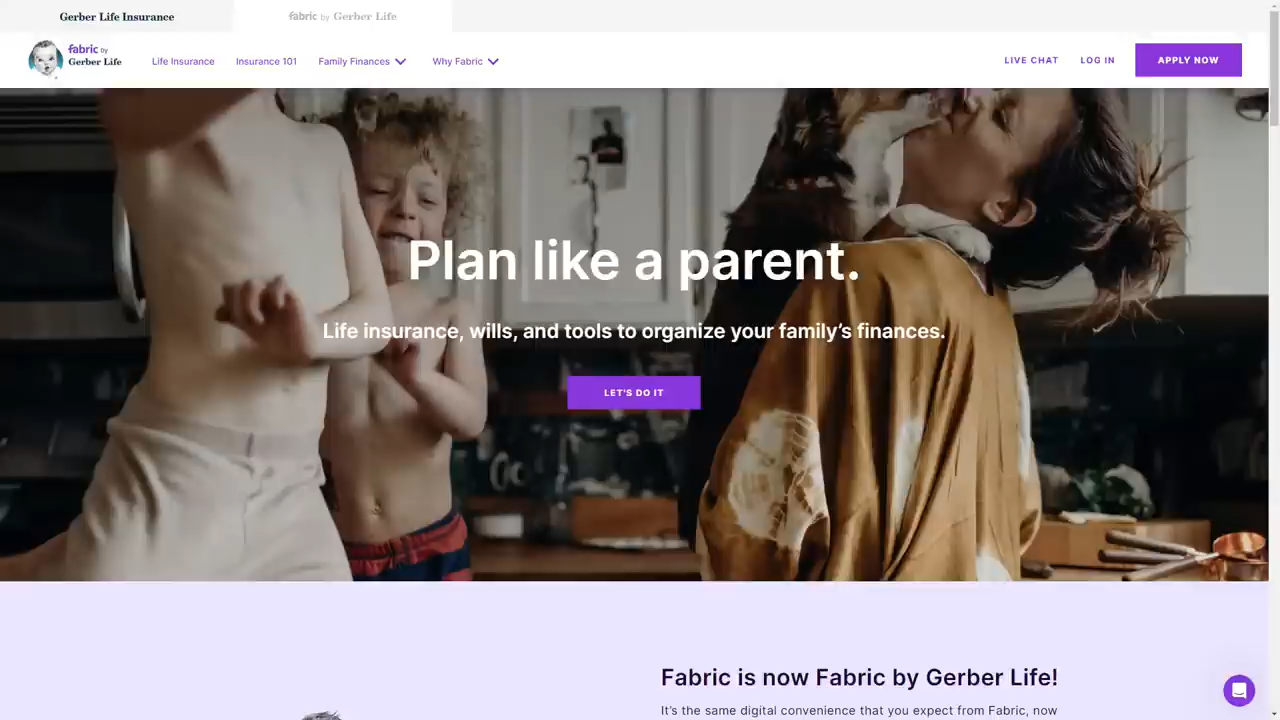 Gerber Life Insurance
fabric by Gerber Life
fabric by
Gerber Life
Life Insurance
Insurance 101
Family Finances
Why Fabric
LIVE CHAT
LOG IN
APPLY NOW
Plan like a parent.
Life insurance, wills, and tools to organize your family’s finances.
LET'S DO IT
Fabric is now Fabric by Gerber Life!
It’s the same digital convenience that you expect from Fabric, now